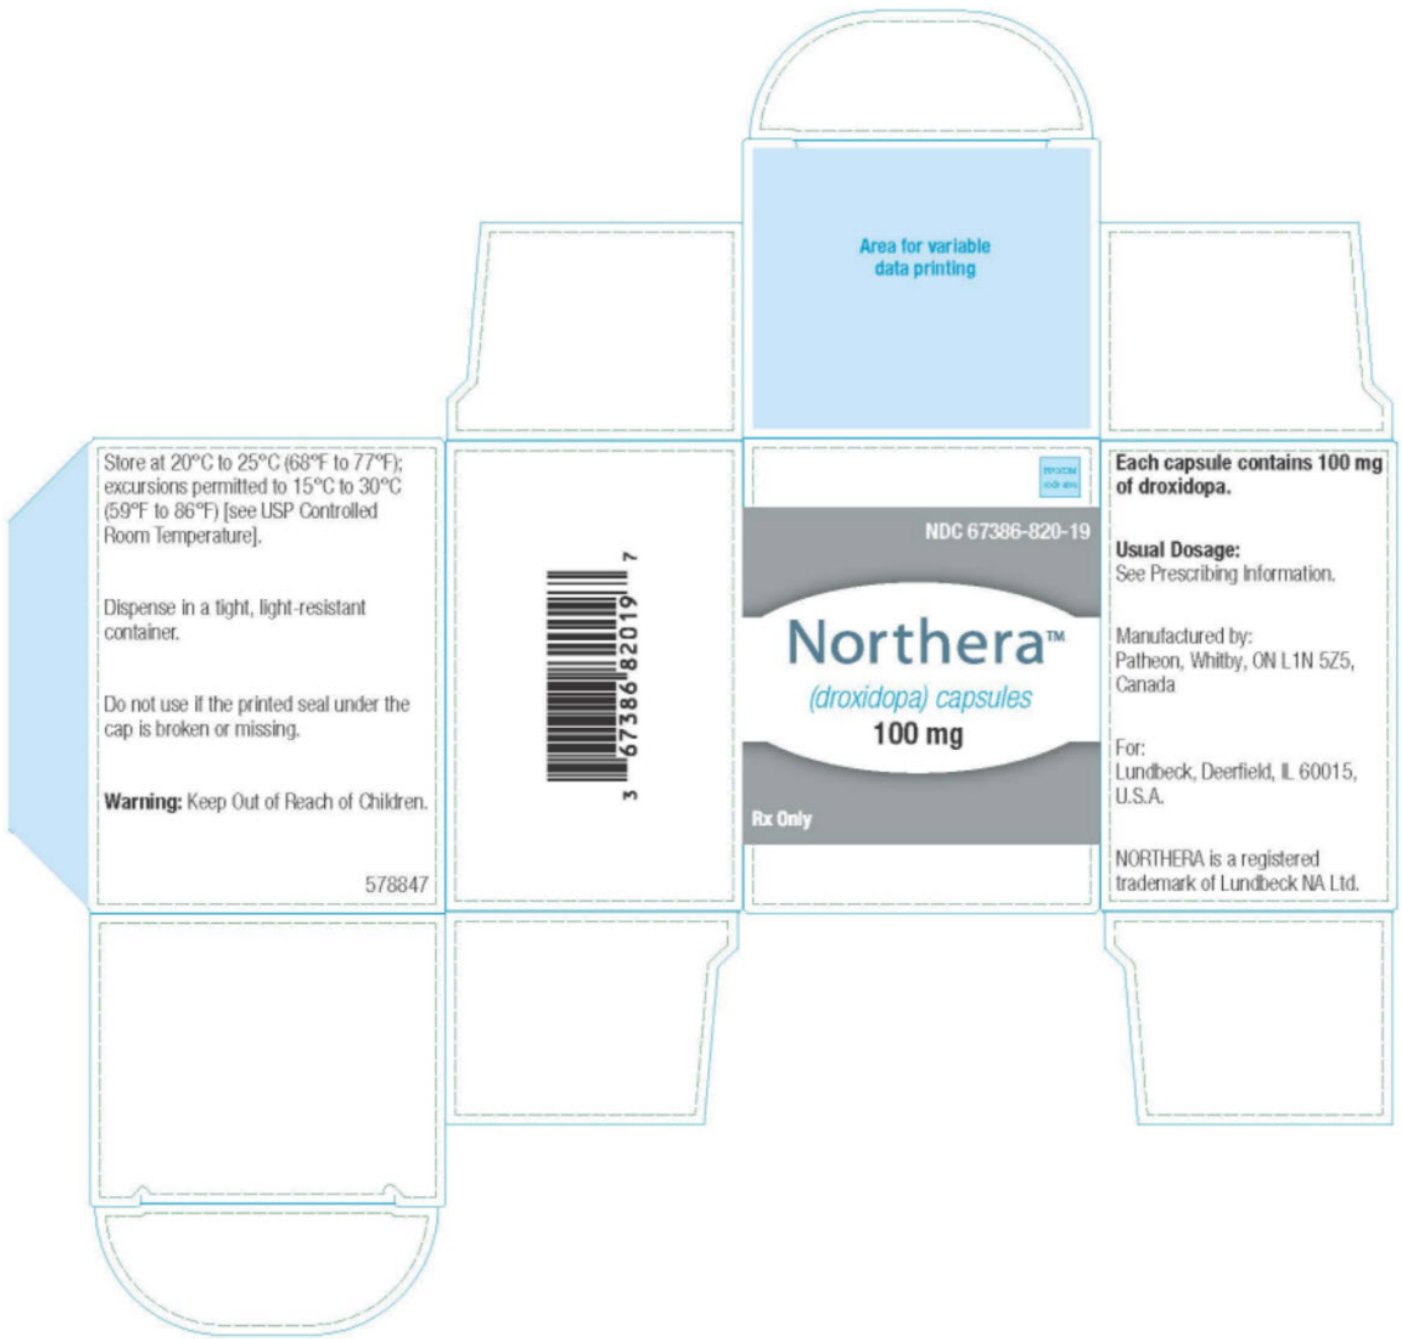 Area for variable
data printing
Store at 20°C to 25°C (68°F to 77°F);
excursions permitted to 15°C to 30°C
(59°F to 86°F) [see USP Controlled
Room Temperature].
Dispense in a tight, light-resistant
container.
Do not use if the printed seal under the
cap is broken or missing.
Warning: Keep Out of Reach of Children.
578847
3 67386 82019 7
NDC 67386-820-19
Northera™
(droxidopa) capsules
100 mg
Rx Only
Each capsule contains 100 mg
of droxidopa.
Usual Dosage:
See Prescribing Information.
Manufactured by:
Patheon, Whitby, ON L1N 5Z5,
Canada
For:
Lundbeck, Deerfield, IL 60015,
U.S.A.
NORTHERA is a registered
trademark of Lundbeck NA Ltd.